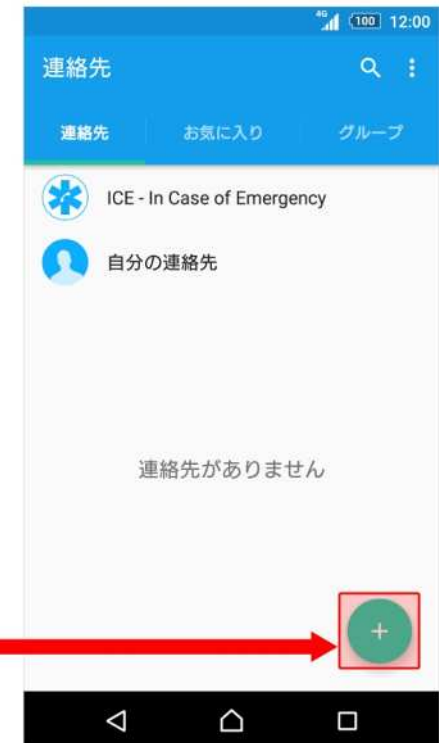 4G 100 12:00
連絡先
連絡先 お気に入り グループ
ICE - In Case of Emergency
自分の連絡先
連絡先がありません
+